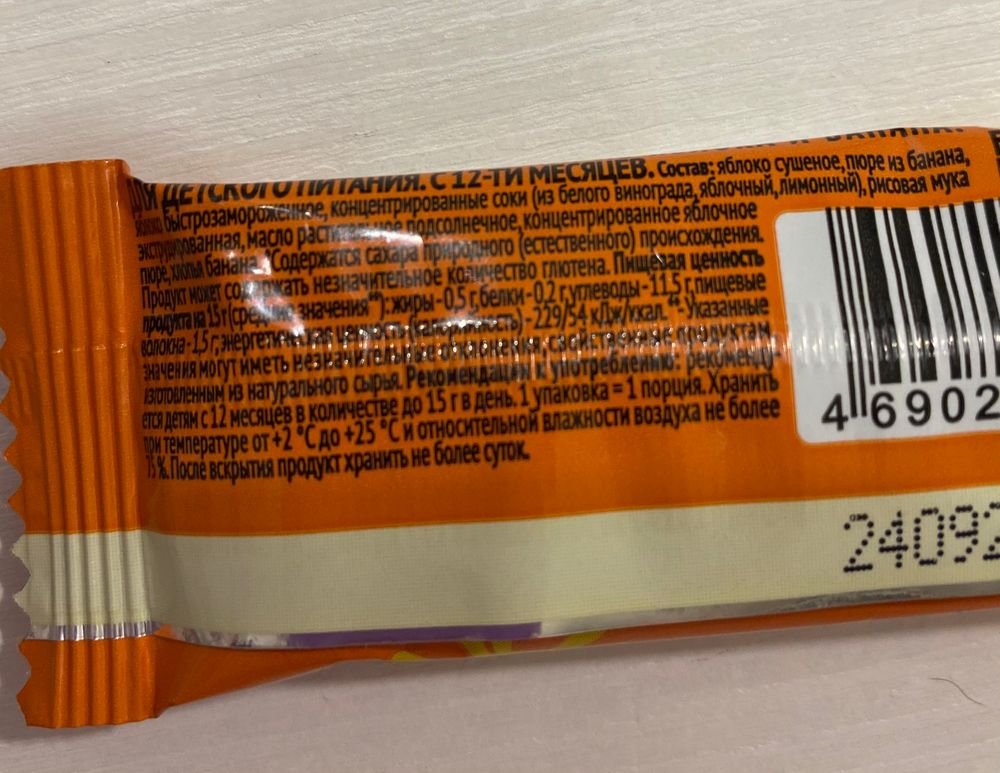 И БАНАНА.
ДЛЯ ДЕТСКОГО ПИТАНИЯ. С 12-ТИ МЕСЯЦЕВ. Состав: яблоко сушеное, пюре из банана,
яблоко быстрозамороженное, концентрированные соки (из белого винограда, яблочный, лимонный), рисовая мука
экструдированная, масло растительное подсолнечное, концентрированное яблочное
пюре, хлопья банана. *Содержатся сахара природного (естественного) происхождения.
Продукт может содержать незначительное количество глютена. Пищевая ценность
продукта на 15 г (средние значения**): жиры - 0,5 г, белки - 0,2 г, углеводы - 11,5 г, пищевые
волокна - 1,5 г, энергетическая ценность (калорийность) - 229/54 кДж/ккал. **Указанные
значения могут иметь незначительные отклонения, свойственные продуктам,
изготовленным из натурального сырья. Рекомендации к употреблению: рекоменду-
ется детям с 12 месяцев в количестве до 15 г в день. 1 упаковка = 1 порция. Хранить
при температуре от +2 °С до +25 °С и относительной влажности воздуха не более
75 %. После вскрытия продукт хранить не более суток.
4 6902
24092